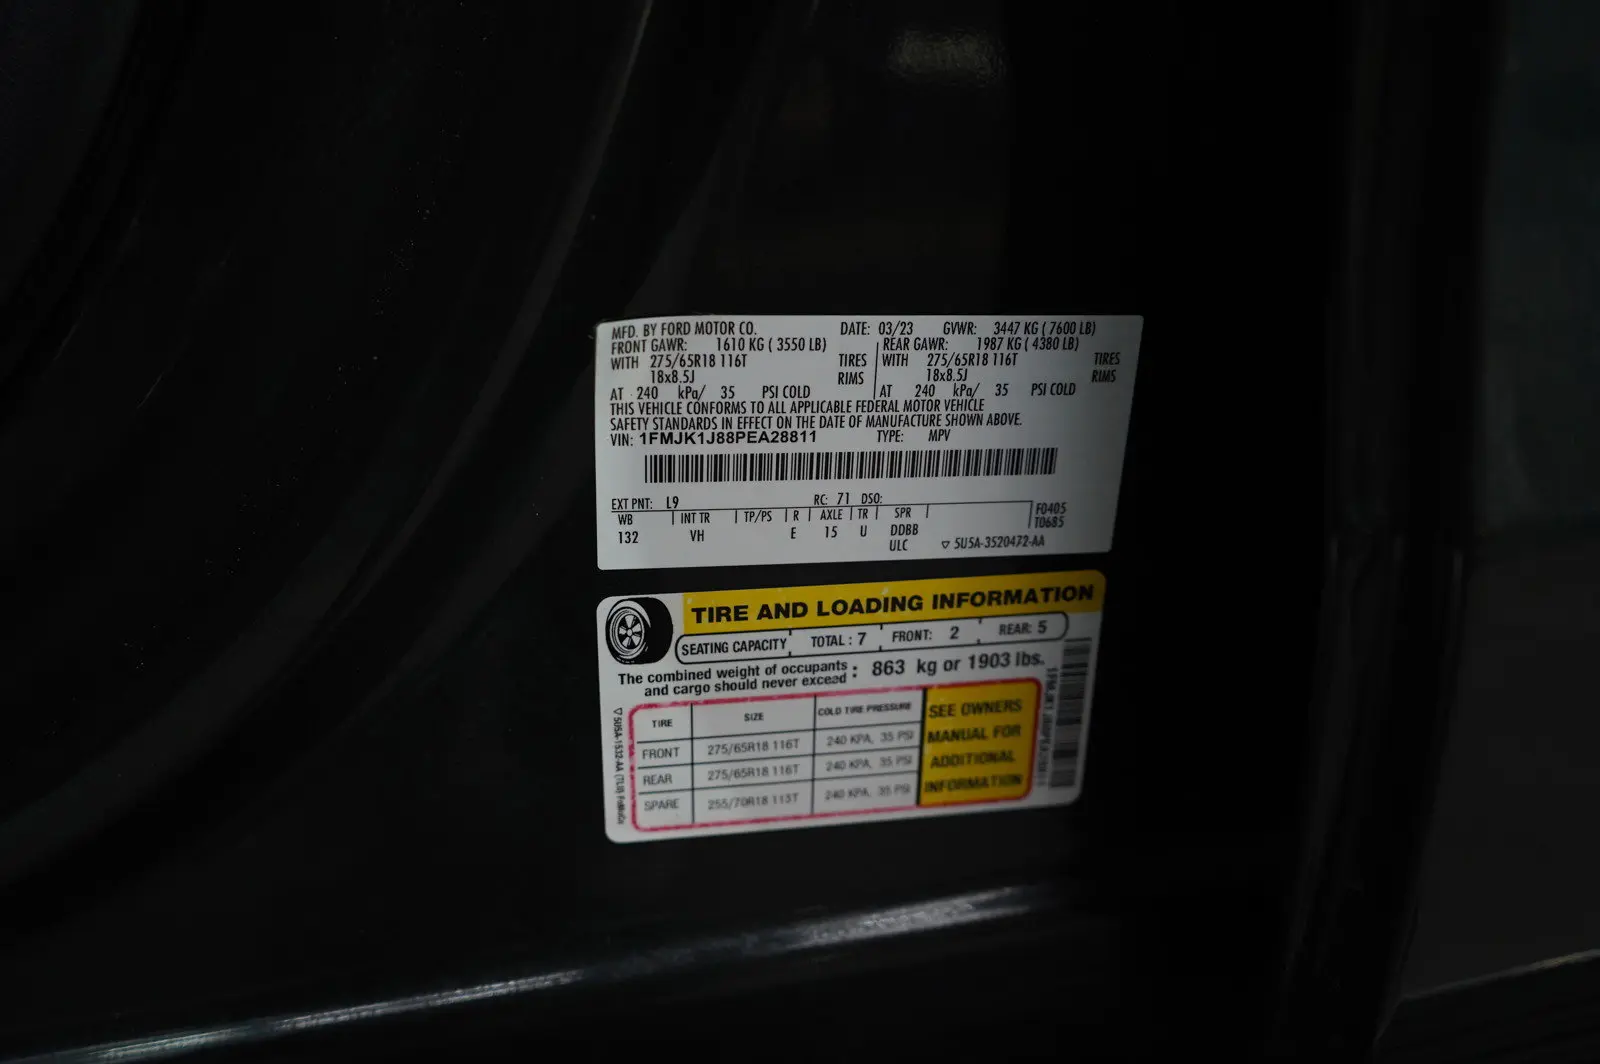 MFD. BY FORD MOTOR CO. DATE: 03/23 GVWR: 3447 KG ( 7600 LB)
FRONT GAWR: 1610 KG ( 3550 LB) REAR GAWR: 1987 KG ( 4380 LB)
WITH 275/65R18 116T TIRES WITH 275/65R18 116T TIRES
18x8.5J RIMS 18x8.5J RIMS
AT 240 kPa/ 35 PSI COLD AT 240 kPa/ 35 PSI COLD
THIS VEHICLE CONFORMS TO ALL APPLICABLE FEDERAL MOTOR VEHICLE
SAFETY STANDARDS IN EFFECT ON THE DATE OF MANUFACTURE SHOWN ABOVE.
VIN: 1FMJK1J88PEA28811 TYPE: MPV
EXT PNT: L9 RC: 71 DSO:
WB INT TR TP/PS R AXLE TR SPR F0405
132 VH E 15 U DDBB T0685
ULC ▽ 5U5A-3520472-AA
TIRE AND LOADING INFORMATION
SEATING CAPACITY TOTAL : 7 FRONT: 2 REAR: 5
The combined weight of occupants
and cargo should never exceed : 863 kg or 1903 lbs.
TIRE SIZE COLD TIRE PRESSURE
FRONT 275/65R18 116T 240 KPA, 35 PSI
REAR 275/65R18 116T 240 KPA, 35 PSI
SPARE 255/70R18 113T 240 KPA, 35 PSI
SEE OWNERS
MANUAL FOR
ADDITIONAL
INFORMATION
▽ 5U5A-1532-AA (TLU)